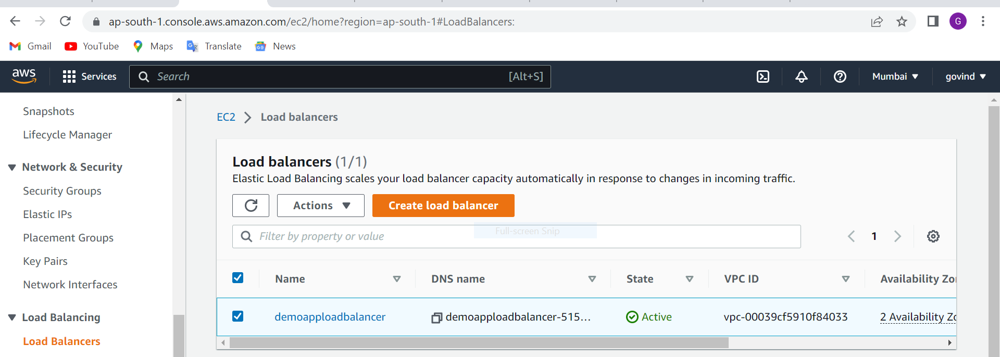 ap-south-1.console.aws.amazon.com/ec2/home?region=ap-south-1#LoadBalancers:
G
Gmail
YouTube
Maps
Translate
News
aws
Services
Search
[Alt+S]
Mumbai
govind
Snapshots
Lifecycle Manager
Network & Security
Security Groups
Elastic IPs
Placement Groups
Key Pairs
Network Interfaces
Load Balancing
Load Balancers
EC2
Load balancers
Load balancers (1/1)
Elastic Load Balancing scales your load balancer capacity automatically in response to changes in incoming traffic.
Actions
Create load balancer
Full-screen Snip
Filter by property or value
1
Name
DNS name
State
VPC ID
Availability Zo
demoapploadbalancer
demoapploadbalancer-515...
Active
vpc-00039cf5910f84033
2 Availability Zo